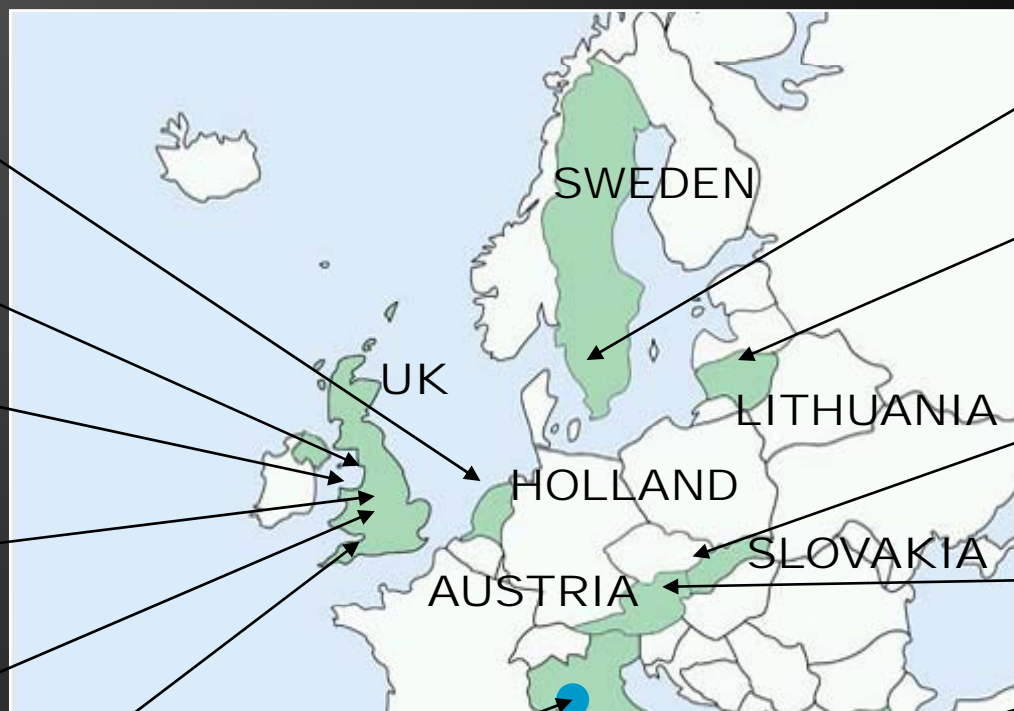 SWEDEN
UK
LITHUANIA
HOLLAND
SLOVAKIA
AUSTRIA